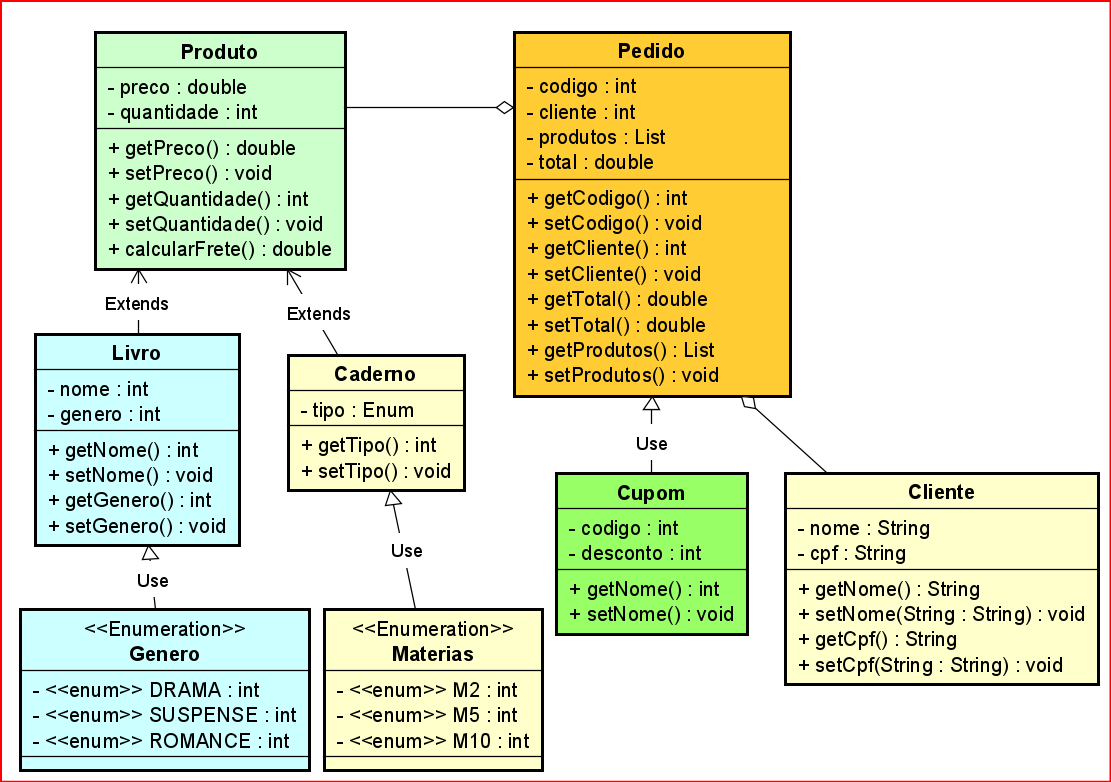 Produto
- preco : double
- quantidade : int
+ getPreco() : double
+ setPreco() : void
+ getQuantidade() : int
+ setQuantidade() : void
+ calcularFrete() : double
Pedido
- codigo : int
- cliente : int
- produtos : List
- total : double
+ getCodigo() : int
+ setCodigo() : void
+ getCliente() : int
+ setCliente() : void
+ getTotal() : double
+ setTotal() : double
+ getProdutos() : List
+ setProdutos() : void
Extends
Extends
Livro
- nome : int
- genero : int
+ getNome() : int
+ setNome() : void
+ getGenero() : int
+ setGenero() : void
Caderno
- tipo : Enum
+ getTipo() : int
+ setTipo() : void
Use
Cupom
- codigo : int
- desconto : int
+ getNome() : int
+ setNome() : void
Cliente
- nome : String
- cpf : String
+ getNome() : String
+ setNome(String : String) : void
+ getCpf() : String
+ setCpf(String : String) : void
Use
Use
<<Enumeration>>
Genero
- <<enum>> DRAMA : int
- <<enum>> SUSPENSE : int
- <<enum>> ROMANCE : int
<<Enumeration>>
Materias
- <<enum>> M2 : int
- <<enum>> M5 : int
- <<enum>> M10 : int